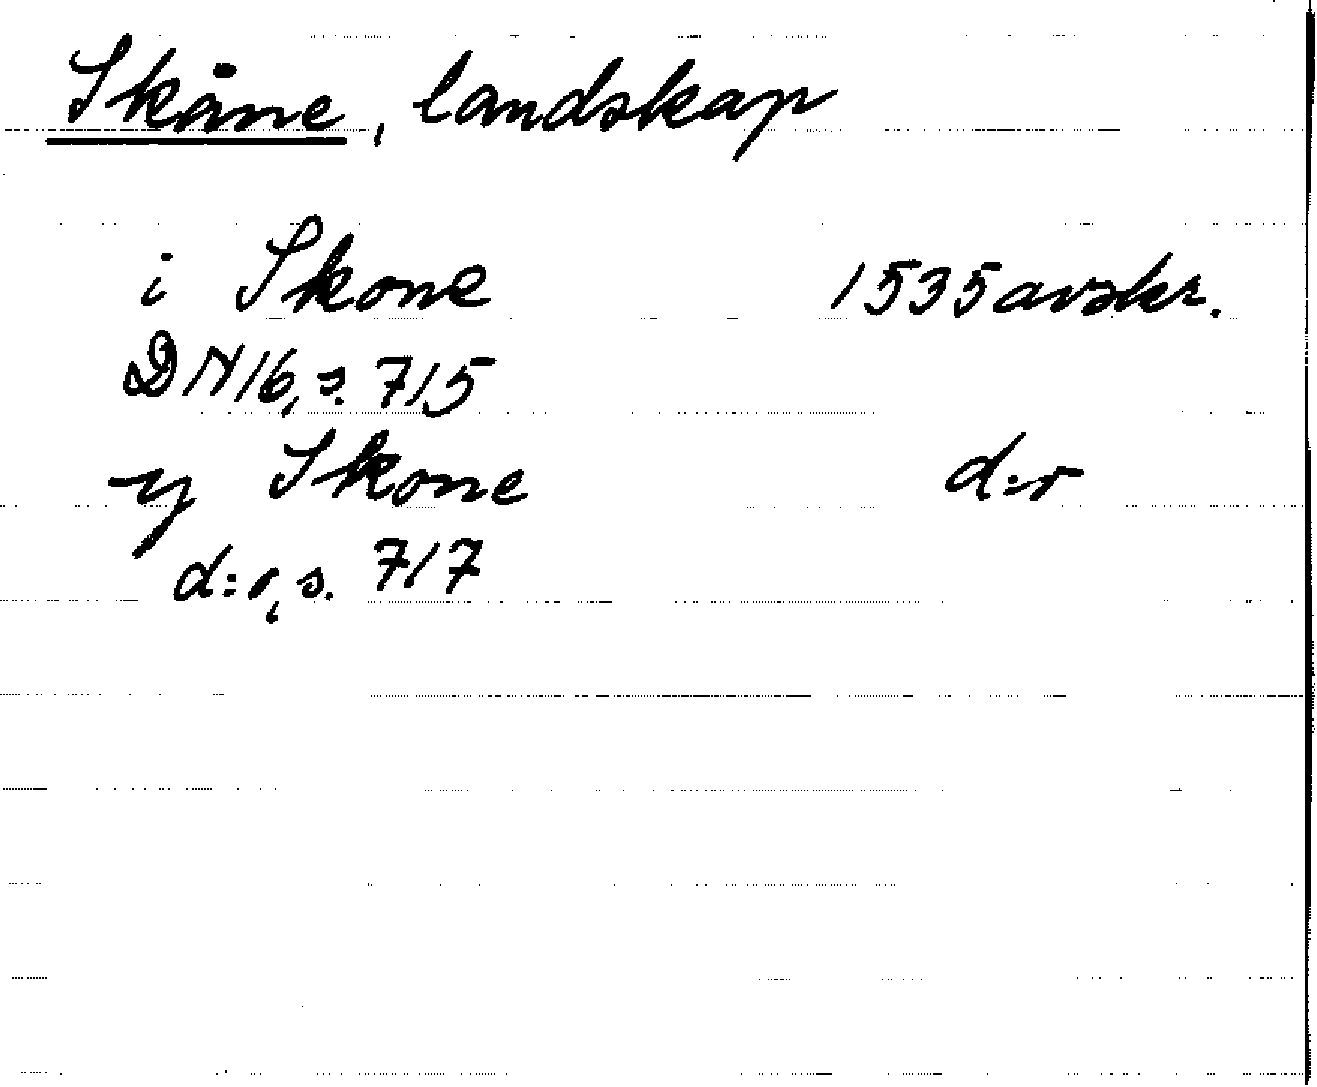 Skåne, landskap
i Skone 1535 avskr.
DN 16, s. 715
y Skone d:o
d:o, s. 717